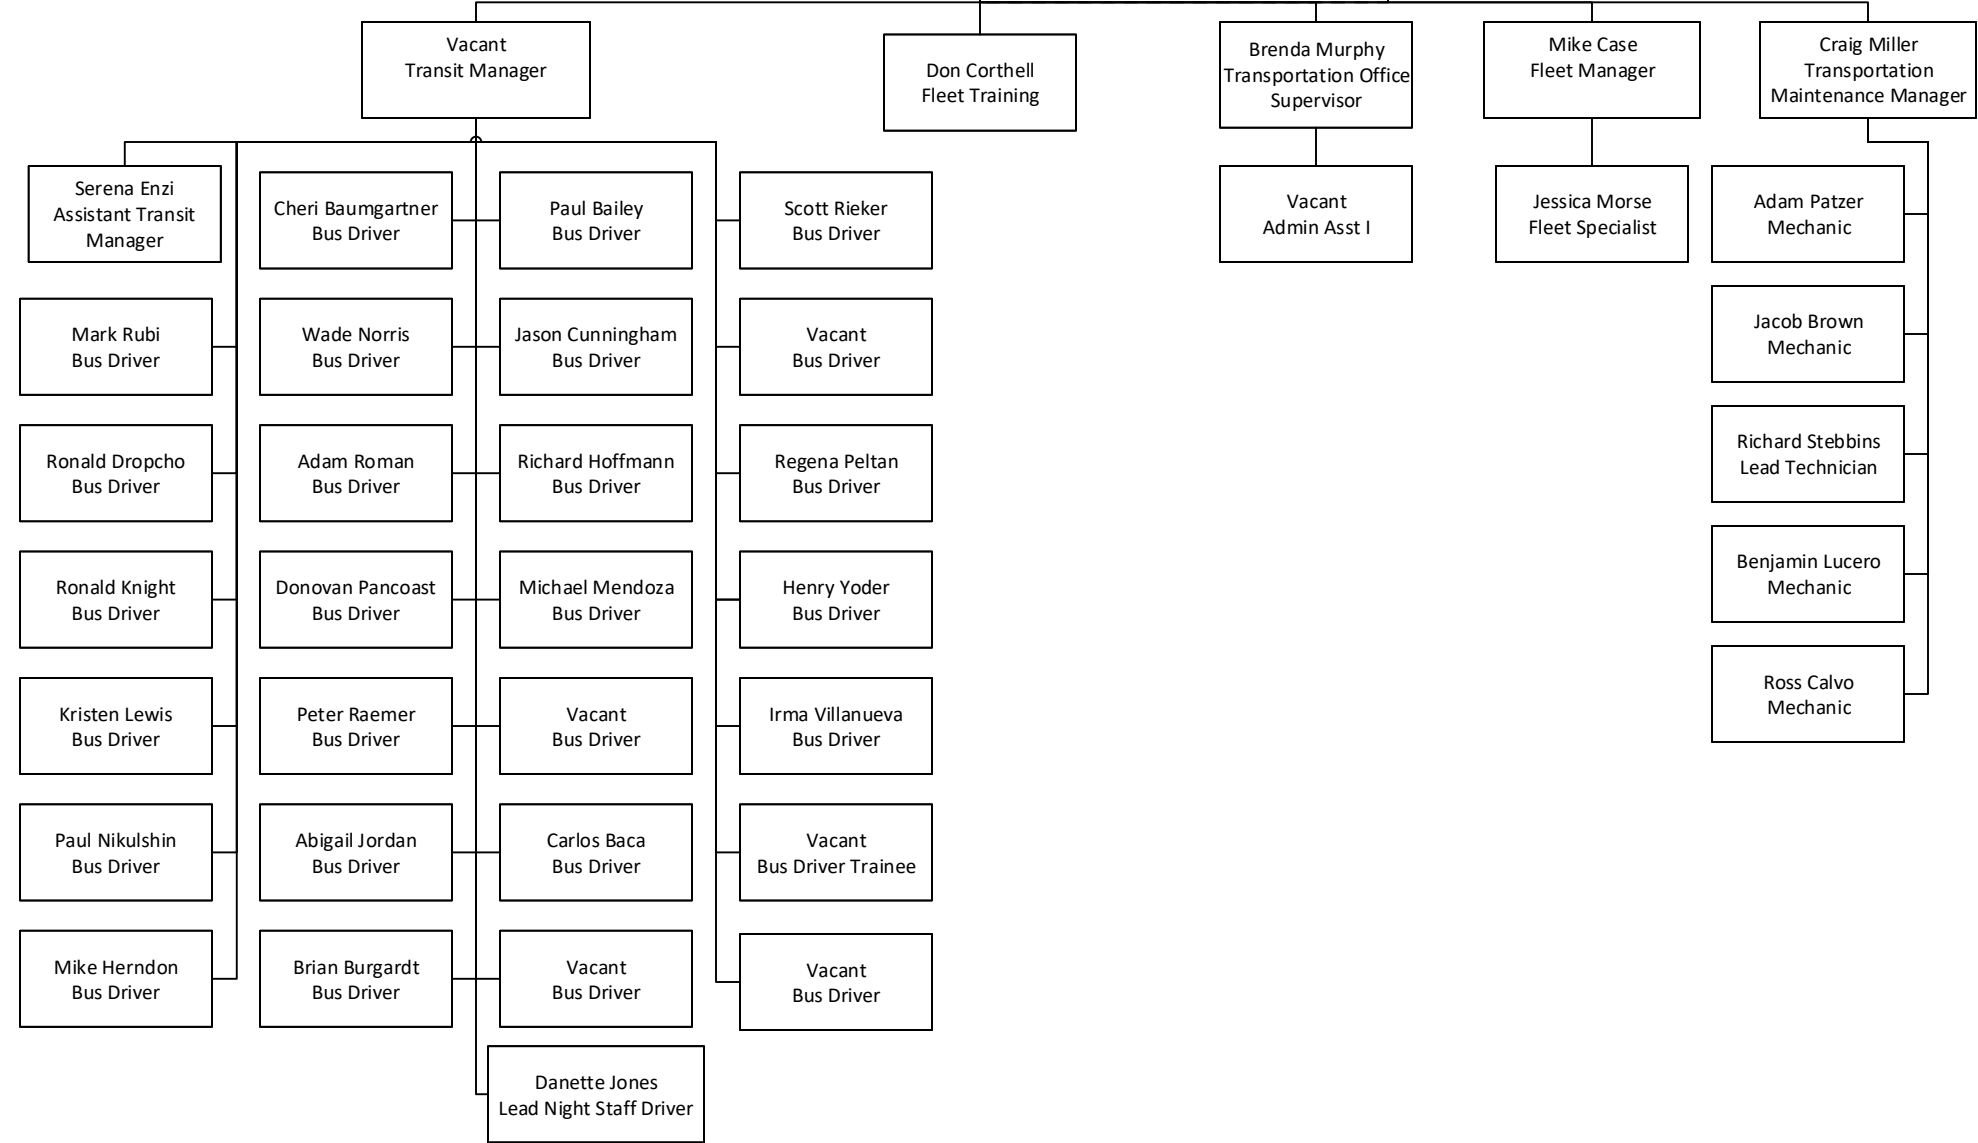 Vacant
Transit Manager
Don Corthell
Fleet Training
Brenda Murphy
Transportation Office
Supervisor
Mike Case
Fleet Manager
Craig Miller
Transportation
Maintenance Manager
Serena Enzi
Assistant Transit
Manager
Cheri Baumgartner
Bus Driver
Paul Bailey
Bus Driver
Scott Rieker
Bus Driver
Vacant
Admin Asst I
Jessica Morse
Fleet Specialist
Adam Patzer
Mechanic
Mark Rubi
Bus Driver
Wade Norris
Bus Driver
Jason Cunningham
Bus Driver
Vacant
Bus Driver
Jacob Brown
Mechanic
Ronald Dropcho
Bus Driver
Adam Roman
Bus Driver
Richard Hoffmann
Bus Driver
Regena Peltan
Bus Driver
Richard Stebbins
Lead Technician
Ronald Knight
Bus Driver
Donovan Pancoast
Bus Driver
Michael Mendoza
Bus Driver
Henry Yoder
Bus Driver
Benjamin Lucero
Mechanic
Kristen Lewis
Bus Driver
Peter Raemer
Bus Driver
Vacant
Bus Driver
Irma Villanueva
Bus Driver
Ross Calvo
Mechanic
Paul Nikulshin
Bus Driver
Abigail Jordan
Bus Driver
Carlos Baca
Bus Driver
Vacant
Bus Driver Trainee
Mike Herndon
Bus Driver
Brian Burgardt
Bus Driver
Vacant
Bus Driver
Vacant
Bus Driver
Danette Jones
Lead Night Staff Driver